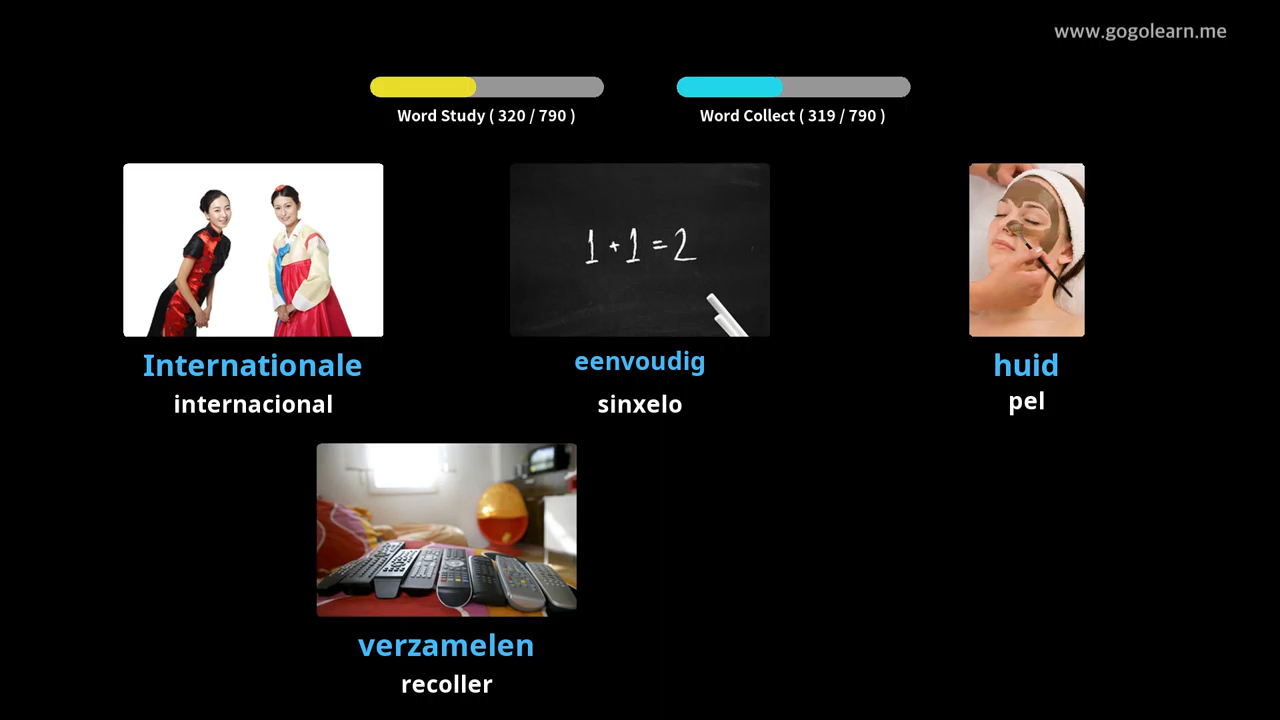 www.gogolearn.me
Word Study ( 320 / 790 )
Word Collect ( 319 / 790 )
1 + 1 = 2
Internationale
internacional
eenvoudig
sinxelo
huid
pel
verzamelen
recoller